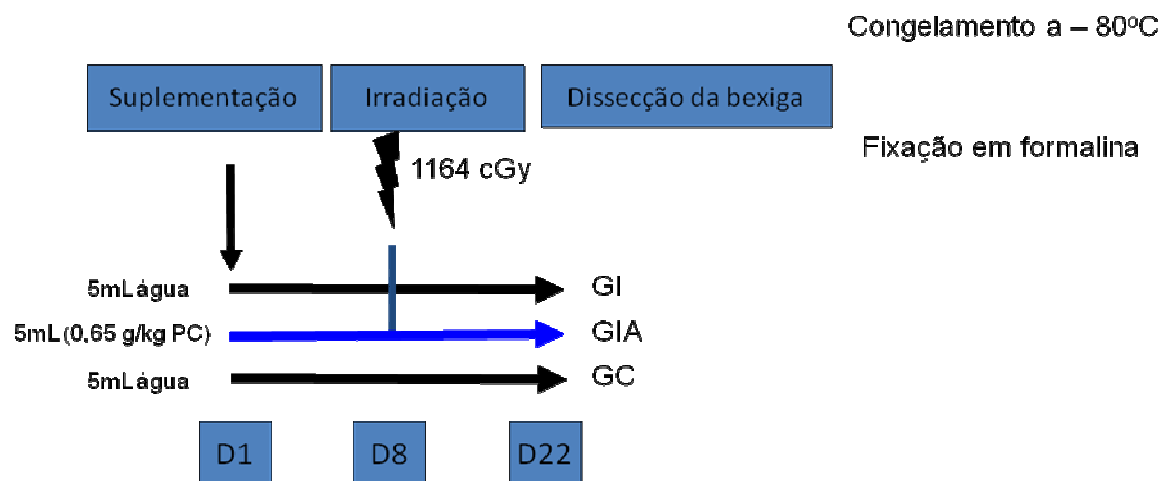 Congelamento a – 80ºC
Suplementação
Irradiação
Dissecção da bexiga
Fixação em formalina
1164 cGy
5mLágua
GI
5mL(0,65 g/kg PC)
GIA
5mLágua
GC
D1
D8
D22